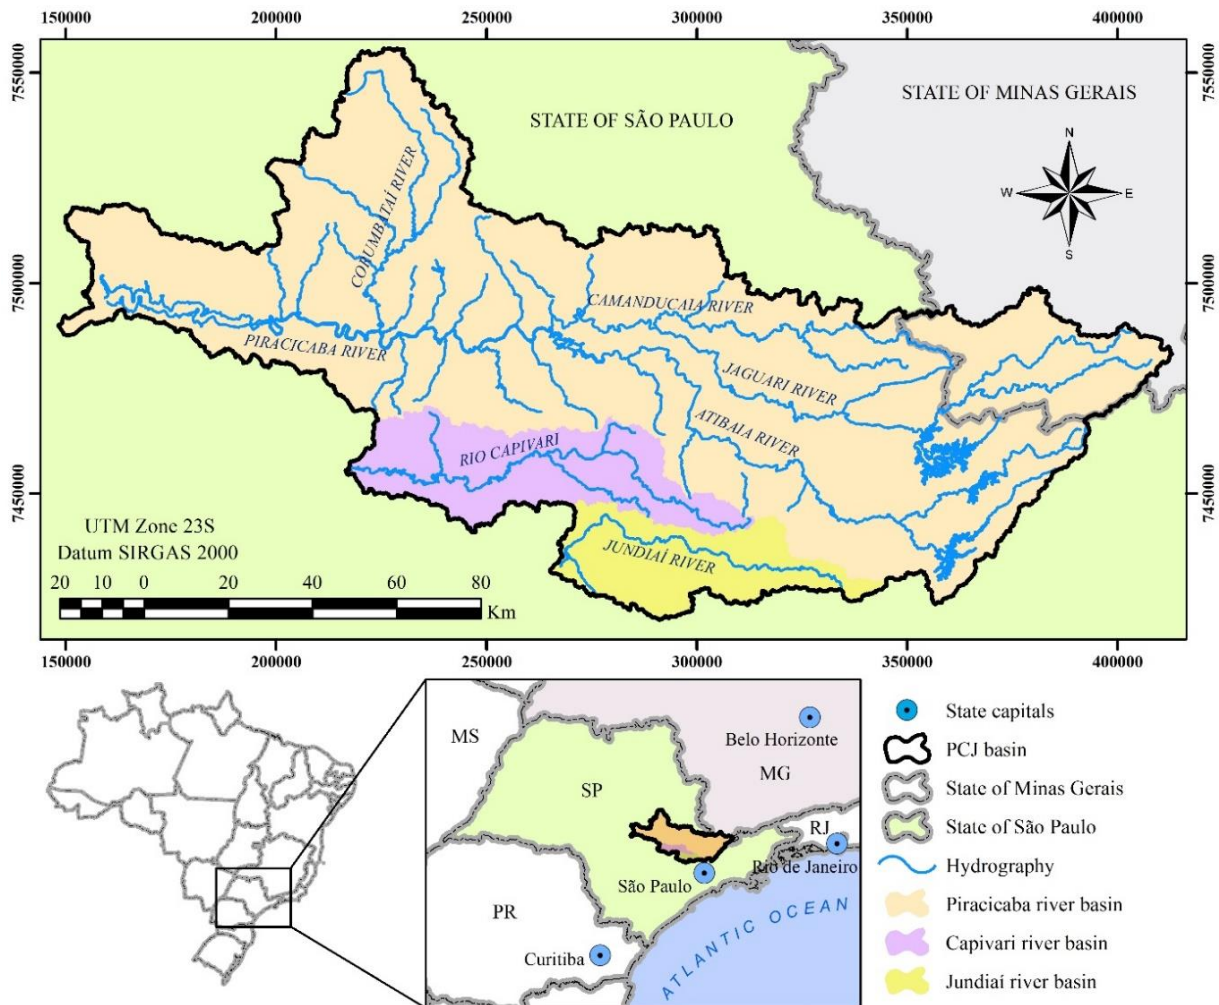 150000 200000 250000 300000 350000 400000
7550000
7550000
STATE OF SÃO PAULO
STATE OF MINAS GERAIS
N
W
E
S
CORUMBATAÍ RIVER
7500000
7500000
CAMANDUCAIA RIVER
PIRACICABA RIVER
JAGUARI RIVER
ATIBAIA RIVER
RIO CAPIVARI
7450000
7450000
UTM Zone 23S
Datum SIRGAS 2000
JUNDIAÍ RIVER
20 10 0 20 40 60 80
Km
150000 200000 250000 300000 350000 400000
MS
Belo Horizonte
MG
SP
RJ
Rio de Janeiro
São Paulo
PR
Curitiba
ATLANTIC OCEAN
State capitals
PCJ basin
State of Minas Gerais
State of São Paulo
Hydrography
Piracicaba river basin
Capivari river basin
Jundiaí river basin